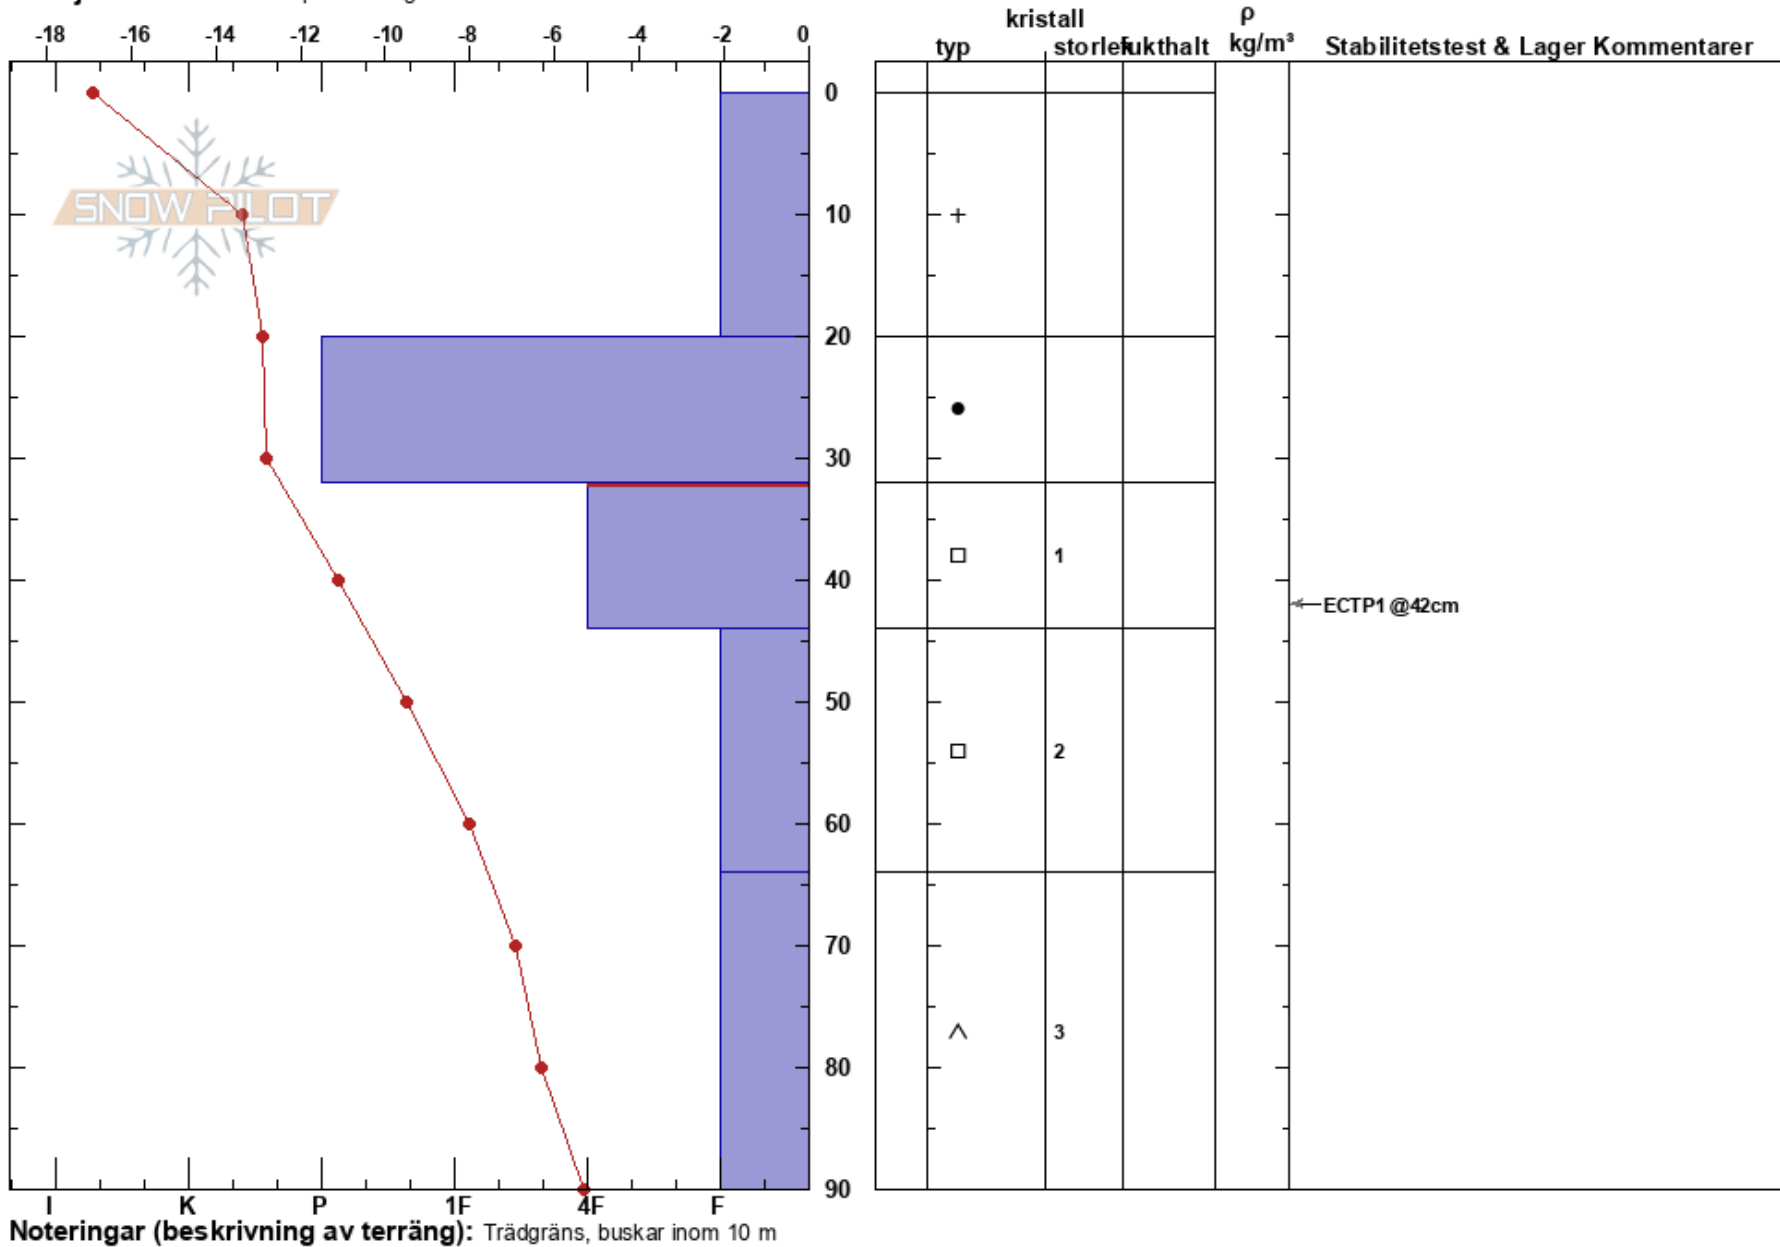 kristall ρ
-18 -16 -14 -12 -10 -8 -6 -4 -2 0 typ storlek fukthalt kg/m³ Stabilitetstest & Lager Kommentarer
0
SNOW PILOT
10 +
20
30
1
40
ECTP1 @42cm
50
2
60
70
3
80
90
I K P 1F 4F F
Noteringar (beskrivning av terräng): Trädgräns, buskar inom 10 m